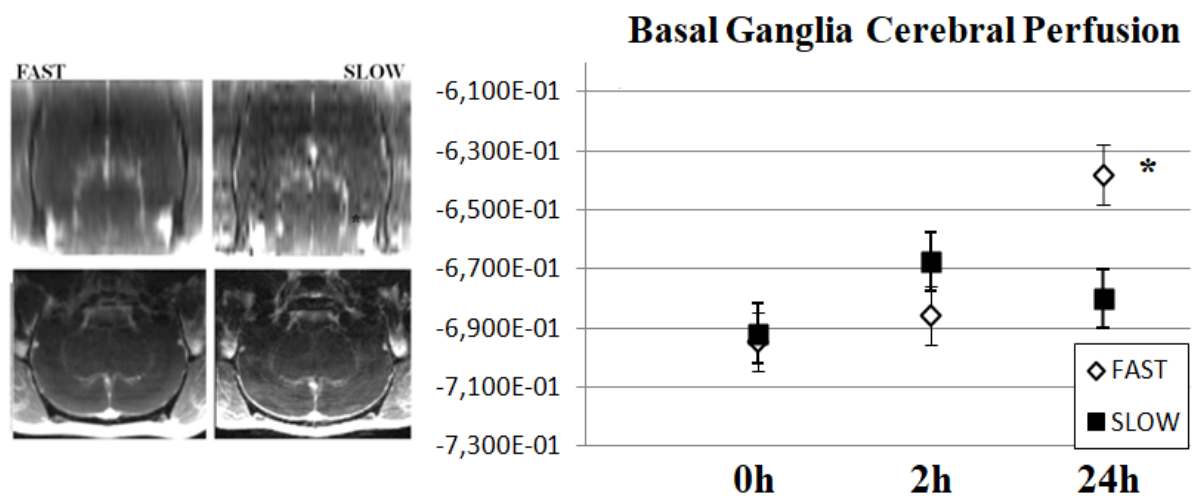 Basal Ganglia Cerebral Perfusion
FAST
SLOW
*
-6,100E-01
-6,300E-01
-6,500E-01
-6,700E-01
-6,900E-01
-7,100E-01
-7,300E-01
*
FAST
SLOW
0h 2h 24h